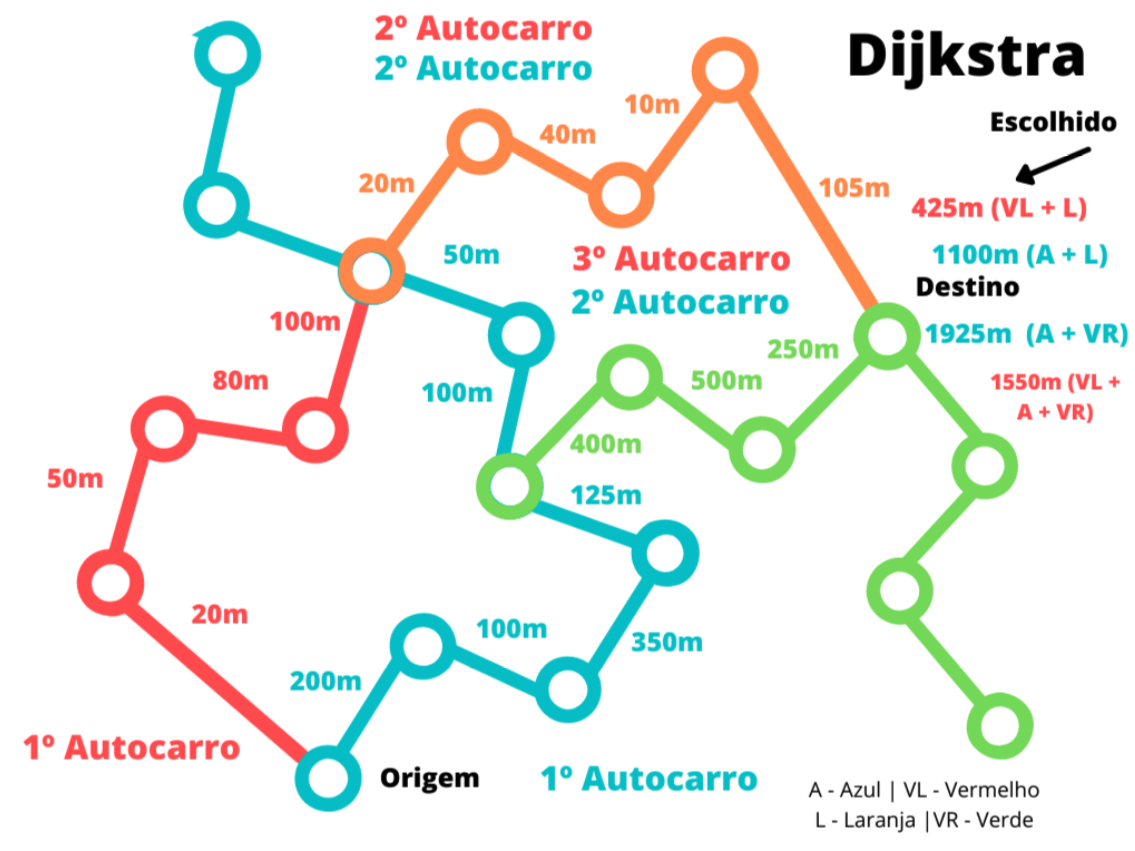 2º Autocarro
2º Autocarro
Dijkstra
Escolhido
10m
40m
20m
105m
425m (VL + L)
50m
1100m (A + L)
3º Autocarro
2º Autocarro
Destino
100m
1925m (A + VR)
250m
80m
100m
500m
1550m (VL +
A + VR)
400m
50m
125m
20m
100m
350m
200m
1º Autocarro
Origem
1º Autocarro
A - Azul | VL - Vermelho
L - Laranja |VR - Verde